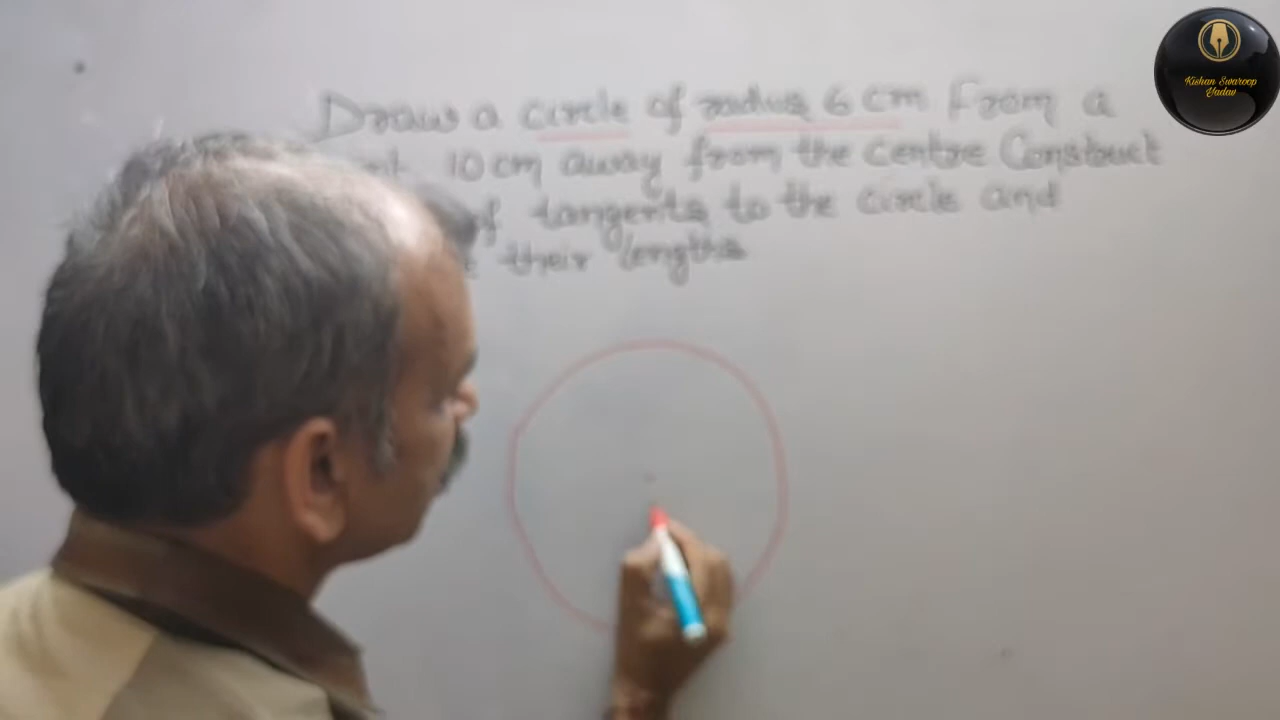 Draw a circle of radius 6 cm From a
10 cm away from the centre Construct
of tangents to the circle and
their lengths
Kishan Swaroop
Yadav